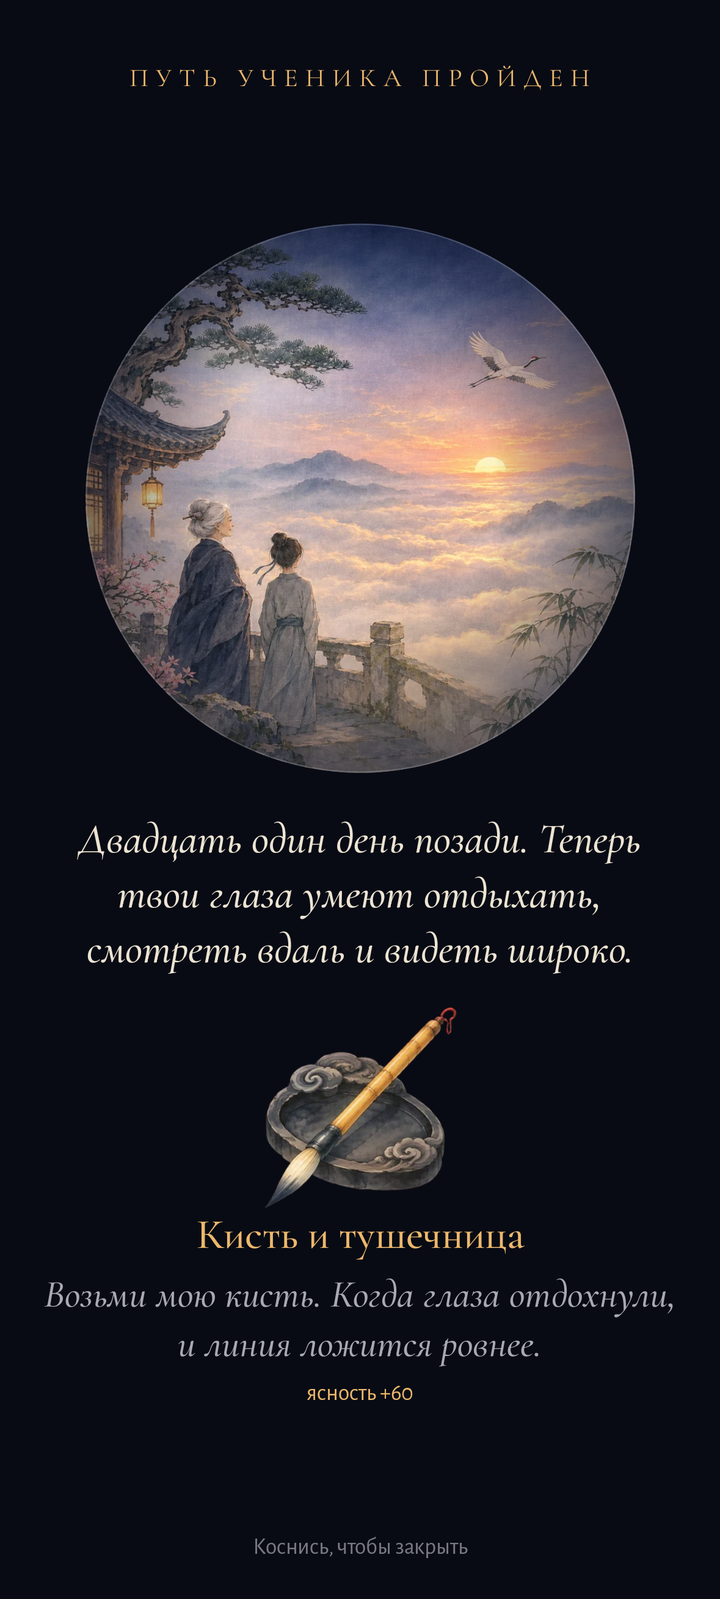 ПУТЬ УЧЕНИКА ПРОЙДЕН
Двадцать один день позади. Теперь
твои глаза умеют отдыхать,
смотреть вдаль и видеть широко.
Кисть и тушечница
Возьми мою кисть. Когда глаза отдохнули,
и линия ложится ровнее.
ясность +60
Коснись, чтобы закрыть